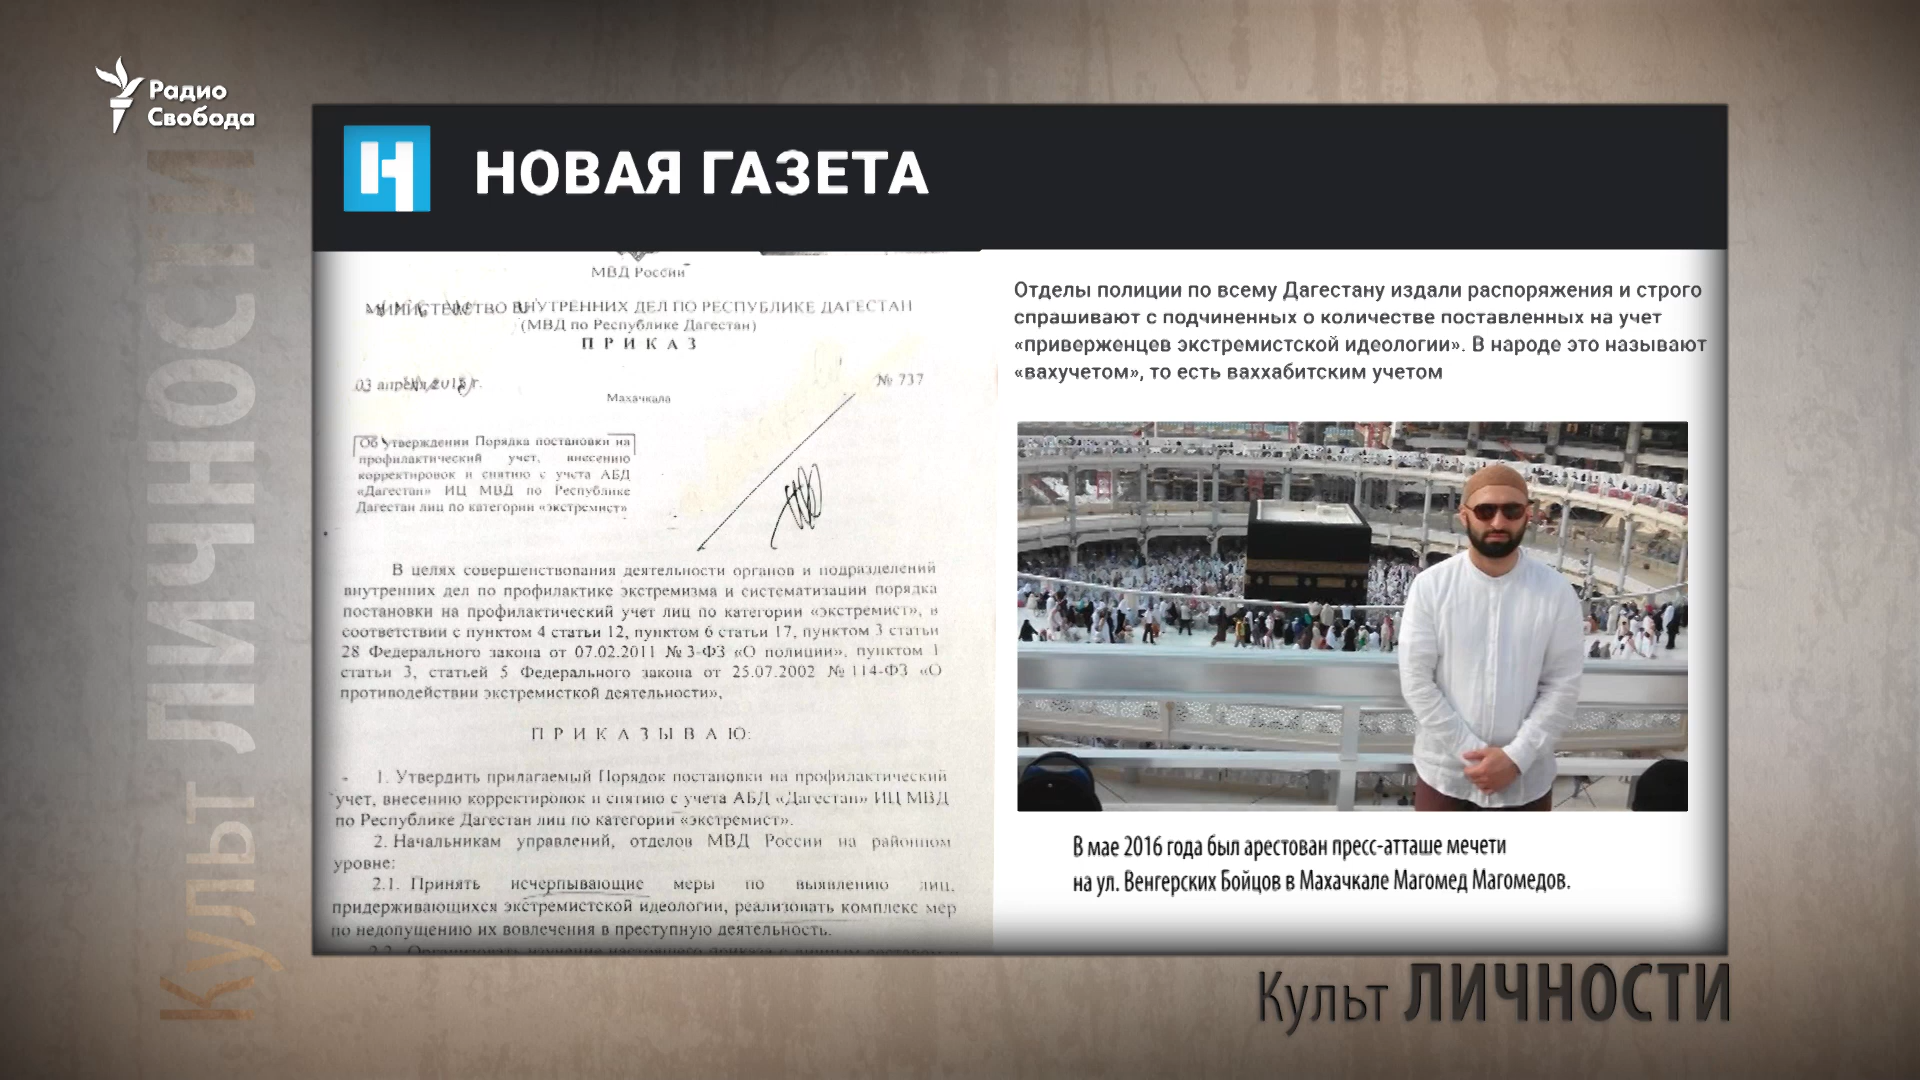 Радио
Свобода
НОВАЯ ГАЗЕТА
МВД России
МИНИСТЕРСТВО ВНУТРЕННИХ ДЕЛ ПО РЕСПУБЛИКЕ ДАГЕСТАН
(МВД по Республике Дагестан)
ПРИКАЗ
03 апреля г.
№ 737
Махачкала
Об утверждении Порядка постановки на
профилактический учет, внесению
корректировок и снятию с учета АБД
«Дагестан» ИЦ МВД по Республике
Дагестан лиц по категории «экстремист»
В целях совершенствования деятельности органов и подразделений
внутренних дел по профилактике экстремизма и систематизации порядка
постановки на профилактический учет лиц по категории «экстремист», в
соответствии с пунктом 4 статьи 12, пунктом 6 статьи 17, пунктом 3 статьи
28 Федерального закона от 07.02.2011 № 3-ФЗ «О полиции», пунктом 1
статьи 3, статьей 5 Федерального закона от 25.07.2002 № 114-ФЗ «О
противодействии экстремисткой деятельности»,
ПРИКАЗЫВАЮ:
1. Утвердить прилагаемый Порядок постановки на профилактический
учет, внесению корректировок и снятию с учета АБД «Дагестан» ИЦ МВД
по Республике Дагестан лиц по категории «экстремист».
2. Начальникам управлений, отделов МВД России на районном
уровне:
2.1. Принять исчерпывающие меры по выявлению лиц,
придерживающихся экстремистской идеологии, реализовать комплекс мер
по недопущению их вовлечения в преступную деятельность.
2.2. Организовать изучение настоящего приказа с личным
Отделы полиции по всему Дагестану издали распоряжения и строго
спрашивают с подчиненных о количестве поставленных на учет
«приверженцев экстремистской идеологии». В народе это называют
«вахучетом», то есть ваххабитским учетом
В мае 2016 года был арестован пресс-атташе мечети
на ул. Венгерских Бойцов в Махачкале Магомед Магомедов.
Культ ЛИЧНОСТИ
Культ ЛИЧНОСТИ